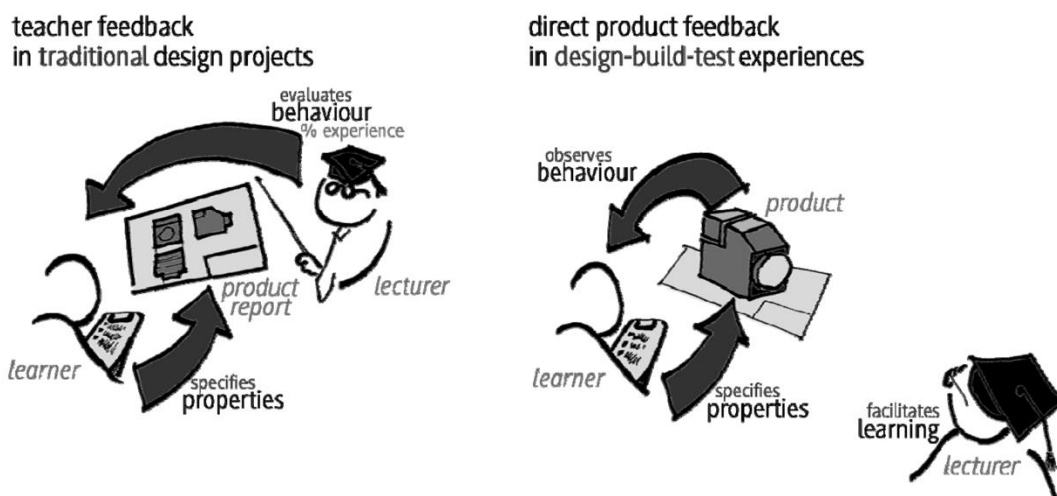 teacher feedback
in traditional design projects
evaluates
behaviour
% experience
product
report
lecturer
learner
specifies
properties
direct product feedback
in design-build-test experiences
observes
behaviour
product
learner
specifies
properties
facilitates
learning
lecturer